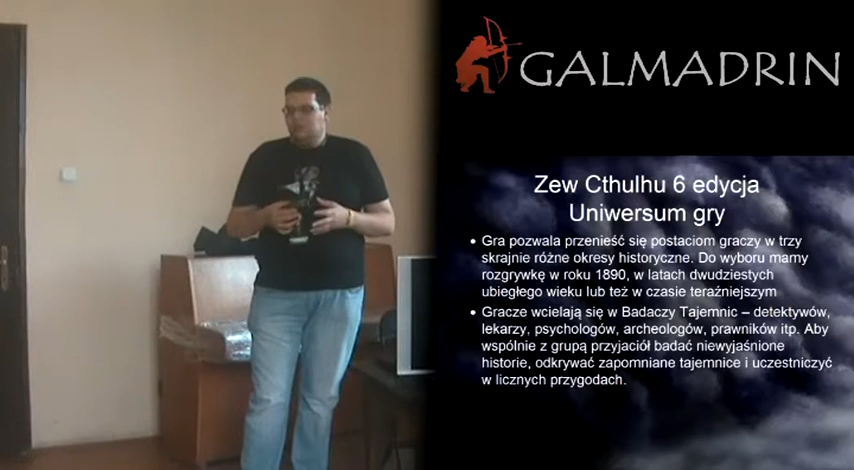 GALMADRIN
Zew Cthulhu 6 edycja
Uniwersum gry
• Gra pozwala przenieść się postaciom graczy w trzy
skrajnie różne okresy historyczne. Do wyboru mamy
rozgrywkę w roku 1890, w latach dwudziestych
ubiegłego wieku lub też w czasie teraźniejszym
• Gracze wcielają się w Badaczy Tajemnic – detektywów,
lekarzy, psychologów, archeologów, prawników itp. Aby
wspólnie z grupą przyjaciół badać niewyjaśnione
historie, odkrywać zapomniane tajemnice i uczestniczyć
w licznych przygodach.